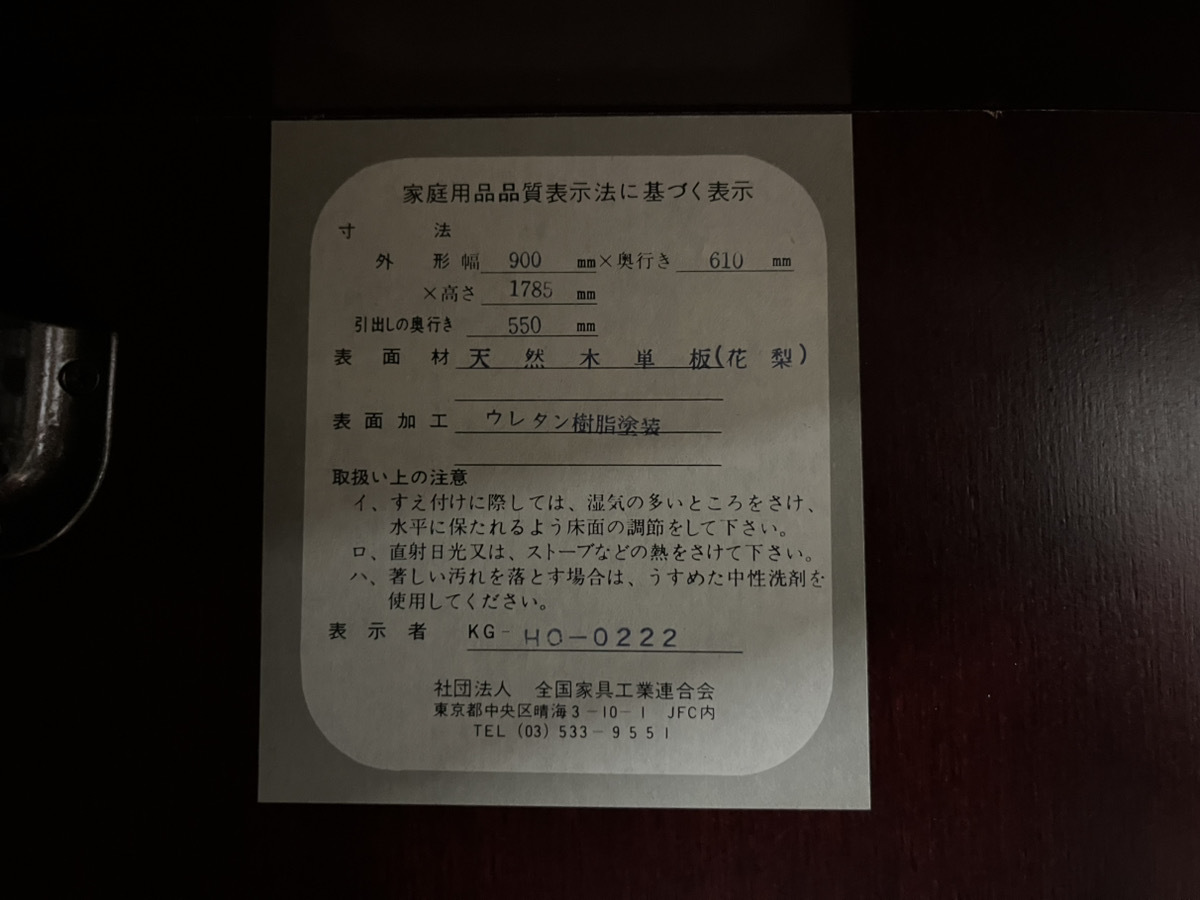 家庭用品品質表示法に基づく表示
寸法
外形 幅 900 mm×奥行き 610 mm
×高さ 1785 mm
引出しの奥行き 550 mm
表面材 天然木単板(花梨)
表面加工 ウレタン樹脂塗装
取扱い上の注意
イ、すえ付けに際しては、湿気の多いところをさけ、
水平に保たれるよう床面の調節をして下さい。
ロ、直射日光又は、ストーブなどの熱をさけて下さい。
ハ、著しい汚れを落とす場合は、うすめた中性洗剤を
使用してください。
表示者 KG-HO-0222
社団法人 全国家具工業連合会
東京都中央区晴海3-10-1 JFC内
TEL (03) 533-9551